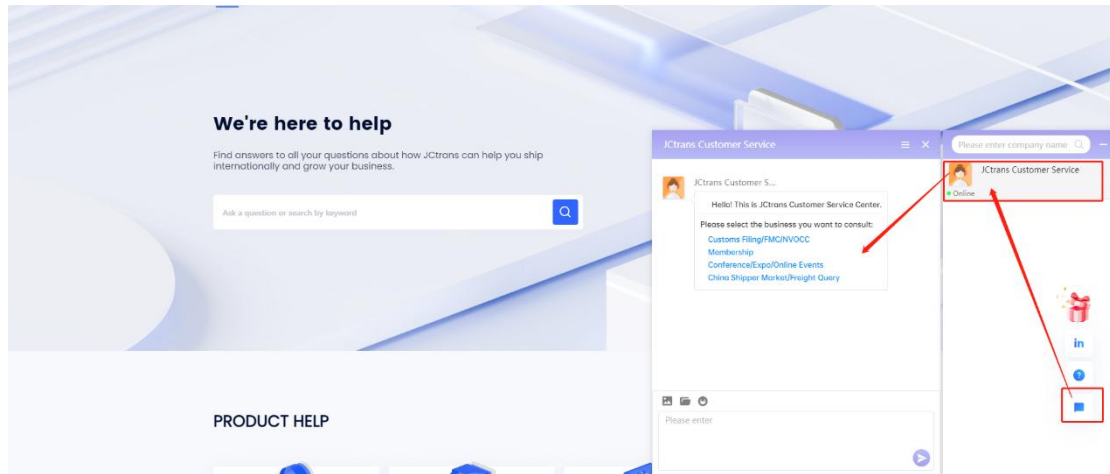 We're here to help
Find answers to all your questions about how JCtrans can help you ship
internationally and grow your business.
Ask a question or search by keyword
PRODUCT HELP
JCtrans Customer Service
JCtrans Customer S...
Hello! This is JCtrans Customer Service Center.
Please select the business you want to consult:
Customs Filing/FMC/NVOCC
Membership
Conference/Expo/Online Events
China Shipper Market/Freight Query
Please enter
Please enter company name
JCtrans Customer Service
Online
in